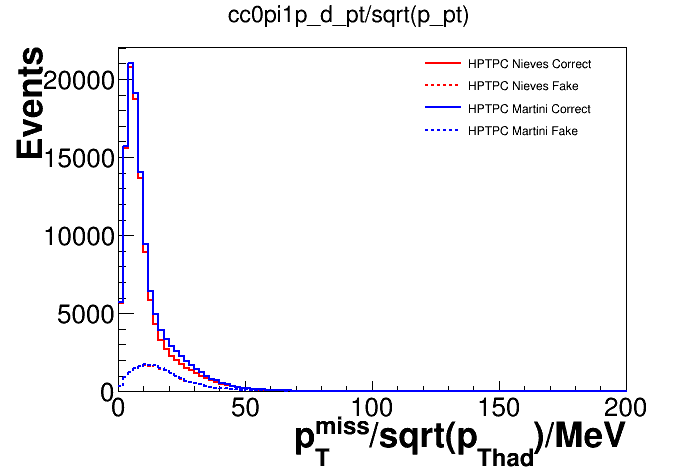 cc0pi1p_d_pt/sqrt(p_pt)
Events
20000
15000
10000
5000
0
HPTPC Nieves Correct
HPTPC Nieves Fake
HPTPC Martini Correct
HPTPC Martini Fake
0 50 100 150 200
p_T^miss/sqrt(p_Thad)/MeV